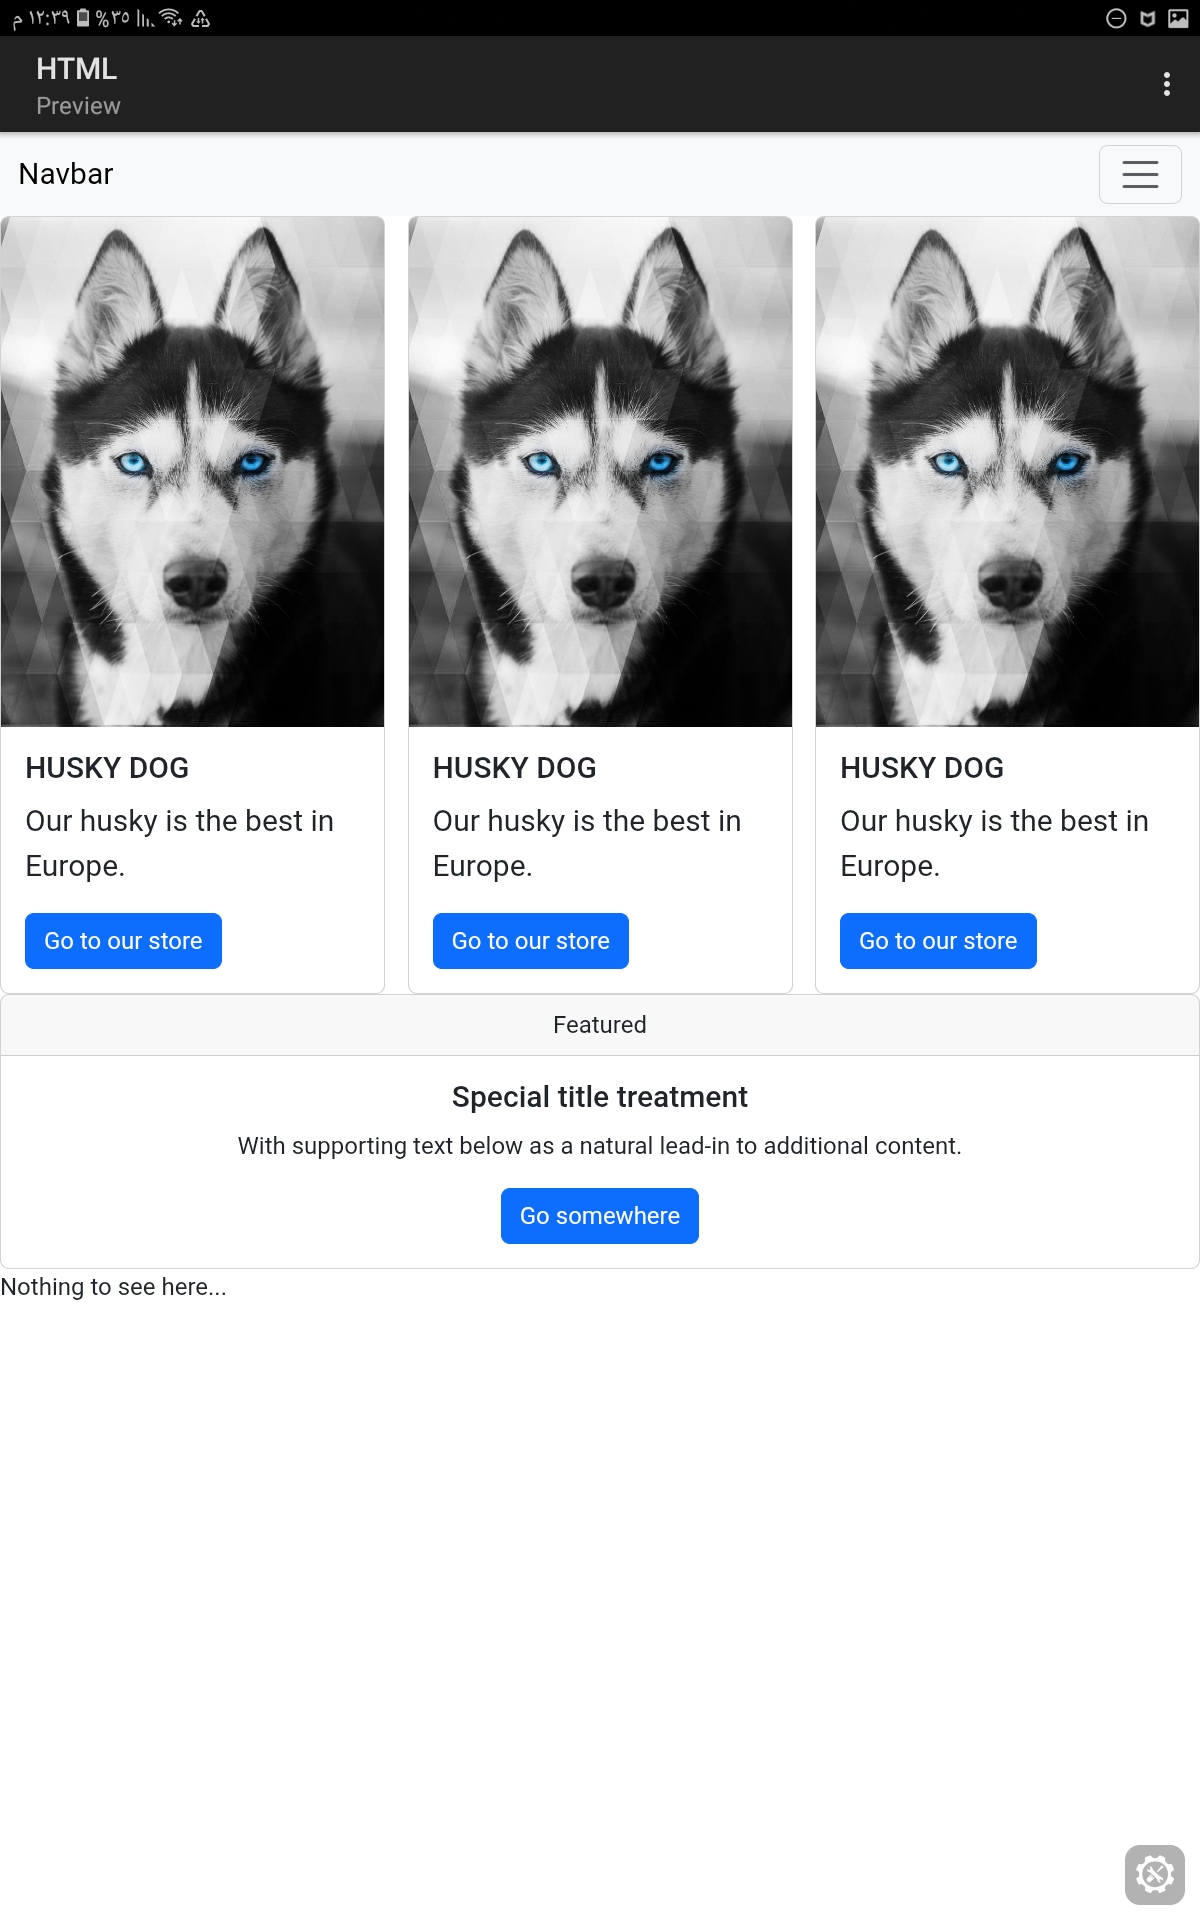 م ١٢:٣٩ %٣٥
HTML
Preview
Navbar
HUSKY DOG
Our husky is the best in
Europe.
Go to our store
HUSKY DOG
Our husky is the best in
Europe.
Go to our store
HUSKY DOG
Our husky is the best in
Europe.
Go to our store
Featured
Special title treatment
With supporting text below as a natural lead-in to additional content.
Go somewhere
Nothing to see here...